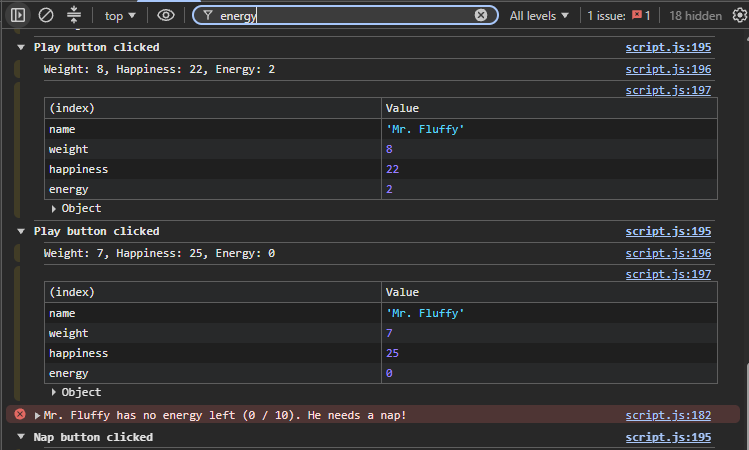 top energy All levels 1 issue: 1 18 hidden
Play button clicked script.js:195
Weight: 8, Happiness: 22, Energy: 2 script.js:196
script.js:197
(index) Value
name 'Mr. Fluffy'
weight 8
happiness 22
energy 2
Object
Play button clicked script.js:195
Weight: 7, Happiness: 25, Energy: 0 script.js:196
script.js:197
(index) Value
name 'Mr. Fluffy'
weight 7
happiness 25
energy 0
Object
Mr. Fluffy has no energy left (0 / 10). He needs a nap! script.js:182
Nap button clicked script.js:195